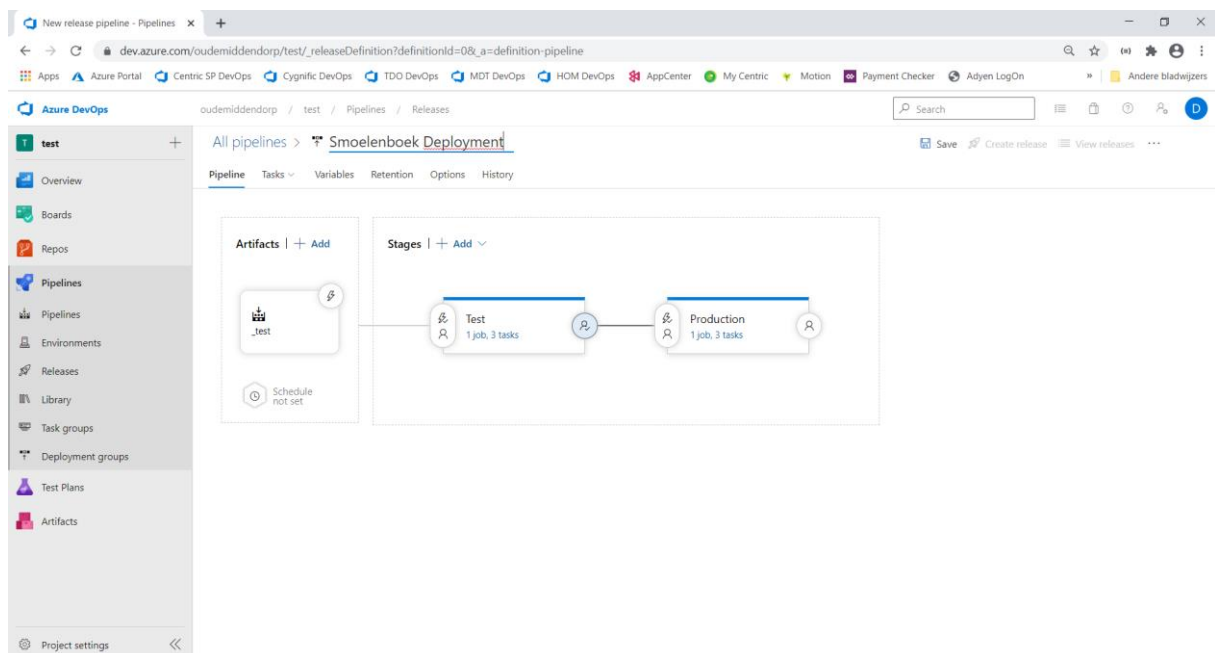 New release pipeline - Pipelines
dev.azure.com/oudemiddendorp/test/_releaseDefinition?definitionId=0&_a=definition-pipeline
Apps Azure Portal Centric SP DevOps Cygnific DevOps TDO DevOps MDT DevOps HOM DevOps AppCenter My Centric Motion Payment Checker Adyen LogOn » Andere bladwijzers
Azure DevOps
oudemiddendorp / test / Pipelines / Releases
Search
D
T test
All pipelines > Smoelenboek Deployment
Save Create release View releases ...
Pipeline Tasks Variables Retention Options History
Overview
Boards
Repos
Pipelines
Pipelines
Environments
Releases
Library
Task groups
Deployment groups
Test Plans
Artifacts
Project settings
Artifacts | + Add
_test
Schedule
not set
Stages | + Add
Test
1 job, 3 tasks
Production
1 job, 3 tasks